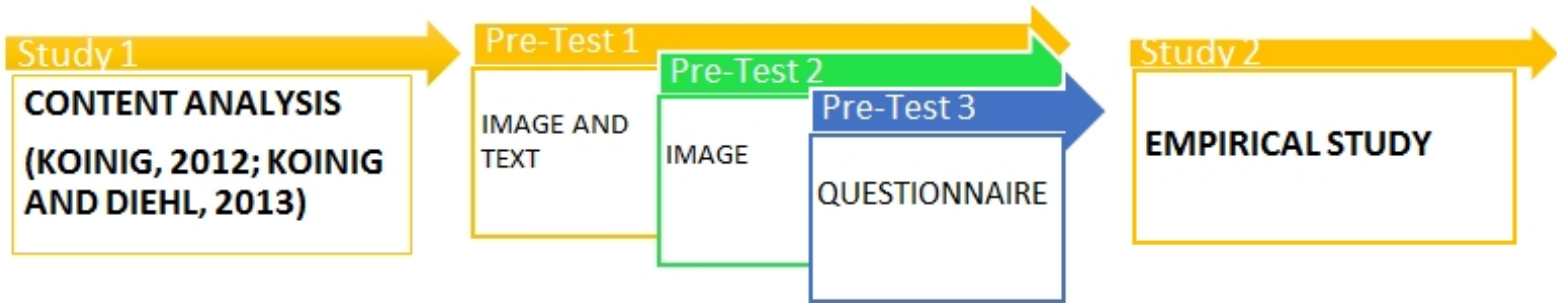 Study 1
CONTENT ANALYSIS
(KOINIG, 2012; KOINIG
AND DIEHL, 2013)
Pre-Test 1
IMAGE AND
TEXT
Pre-Test 2
IMAGE
Pre-Test 3
QUESTIONNAIRE
Study 2
EMPIRICAL STUDY